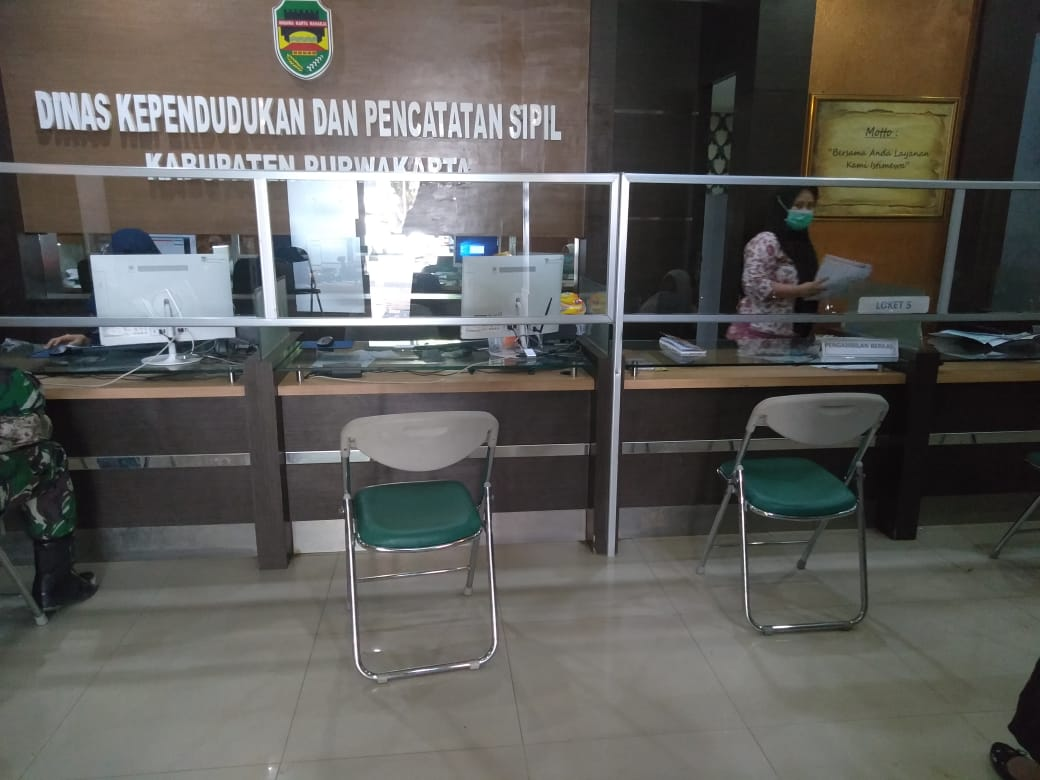 DINAS KEPENDUDUKAN DAN PENCATATAN SIPIL
KABUPATEN PURWAKARTA
Motto :
"Bersama Anda Layanan
Kami Istimewa"
LOKET 5
PENGAMBILAN BERKAS